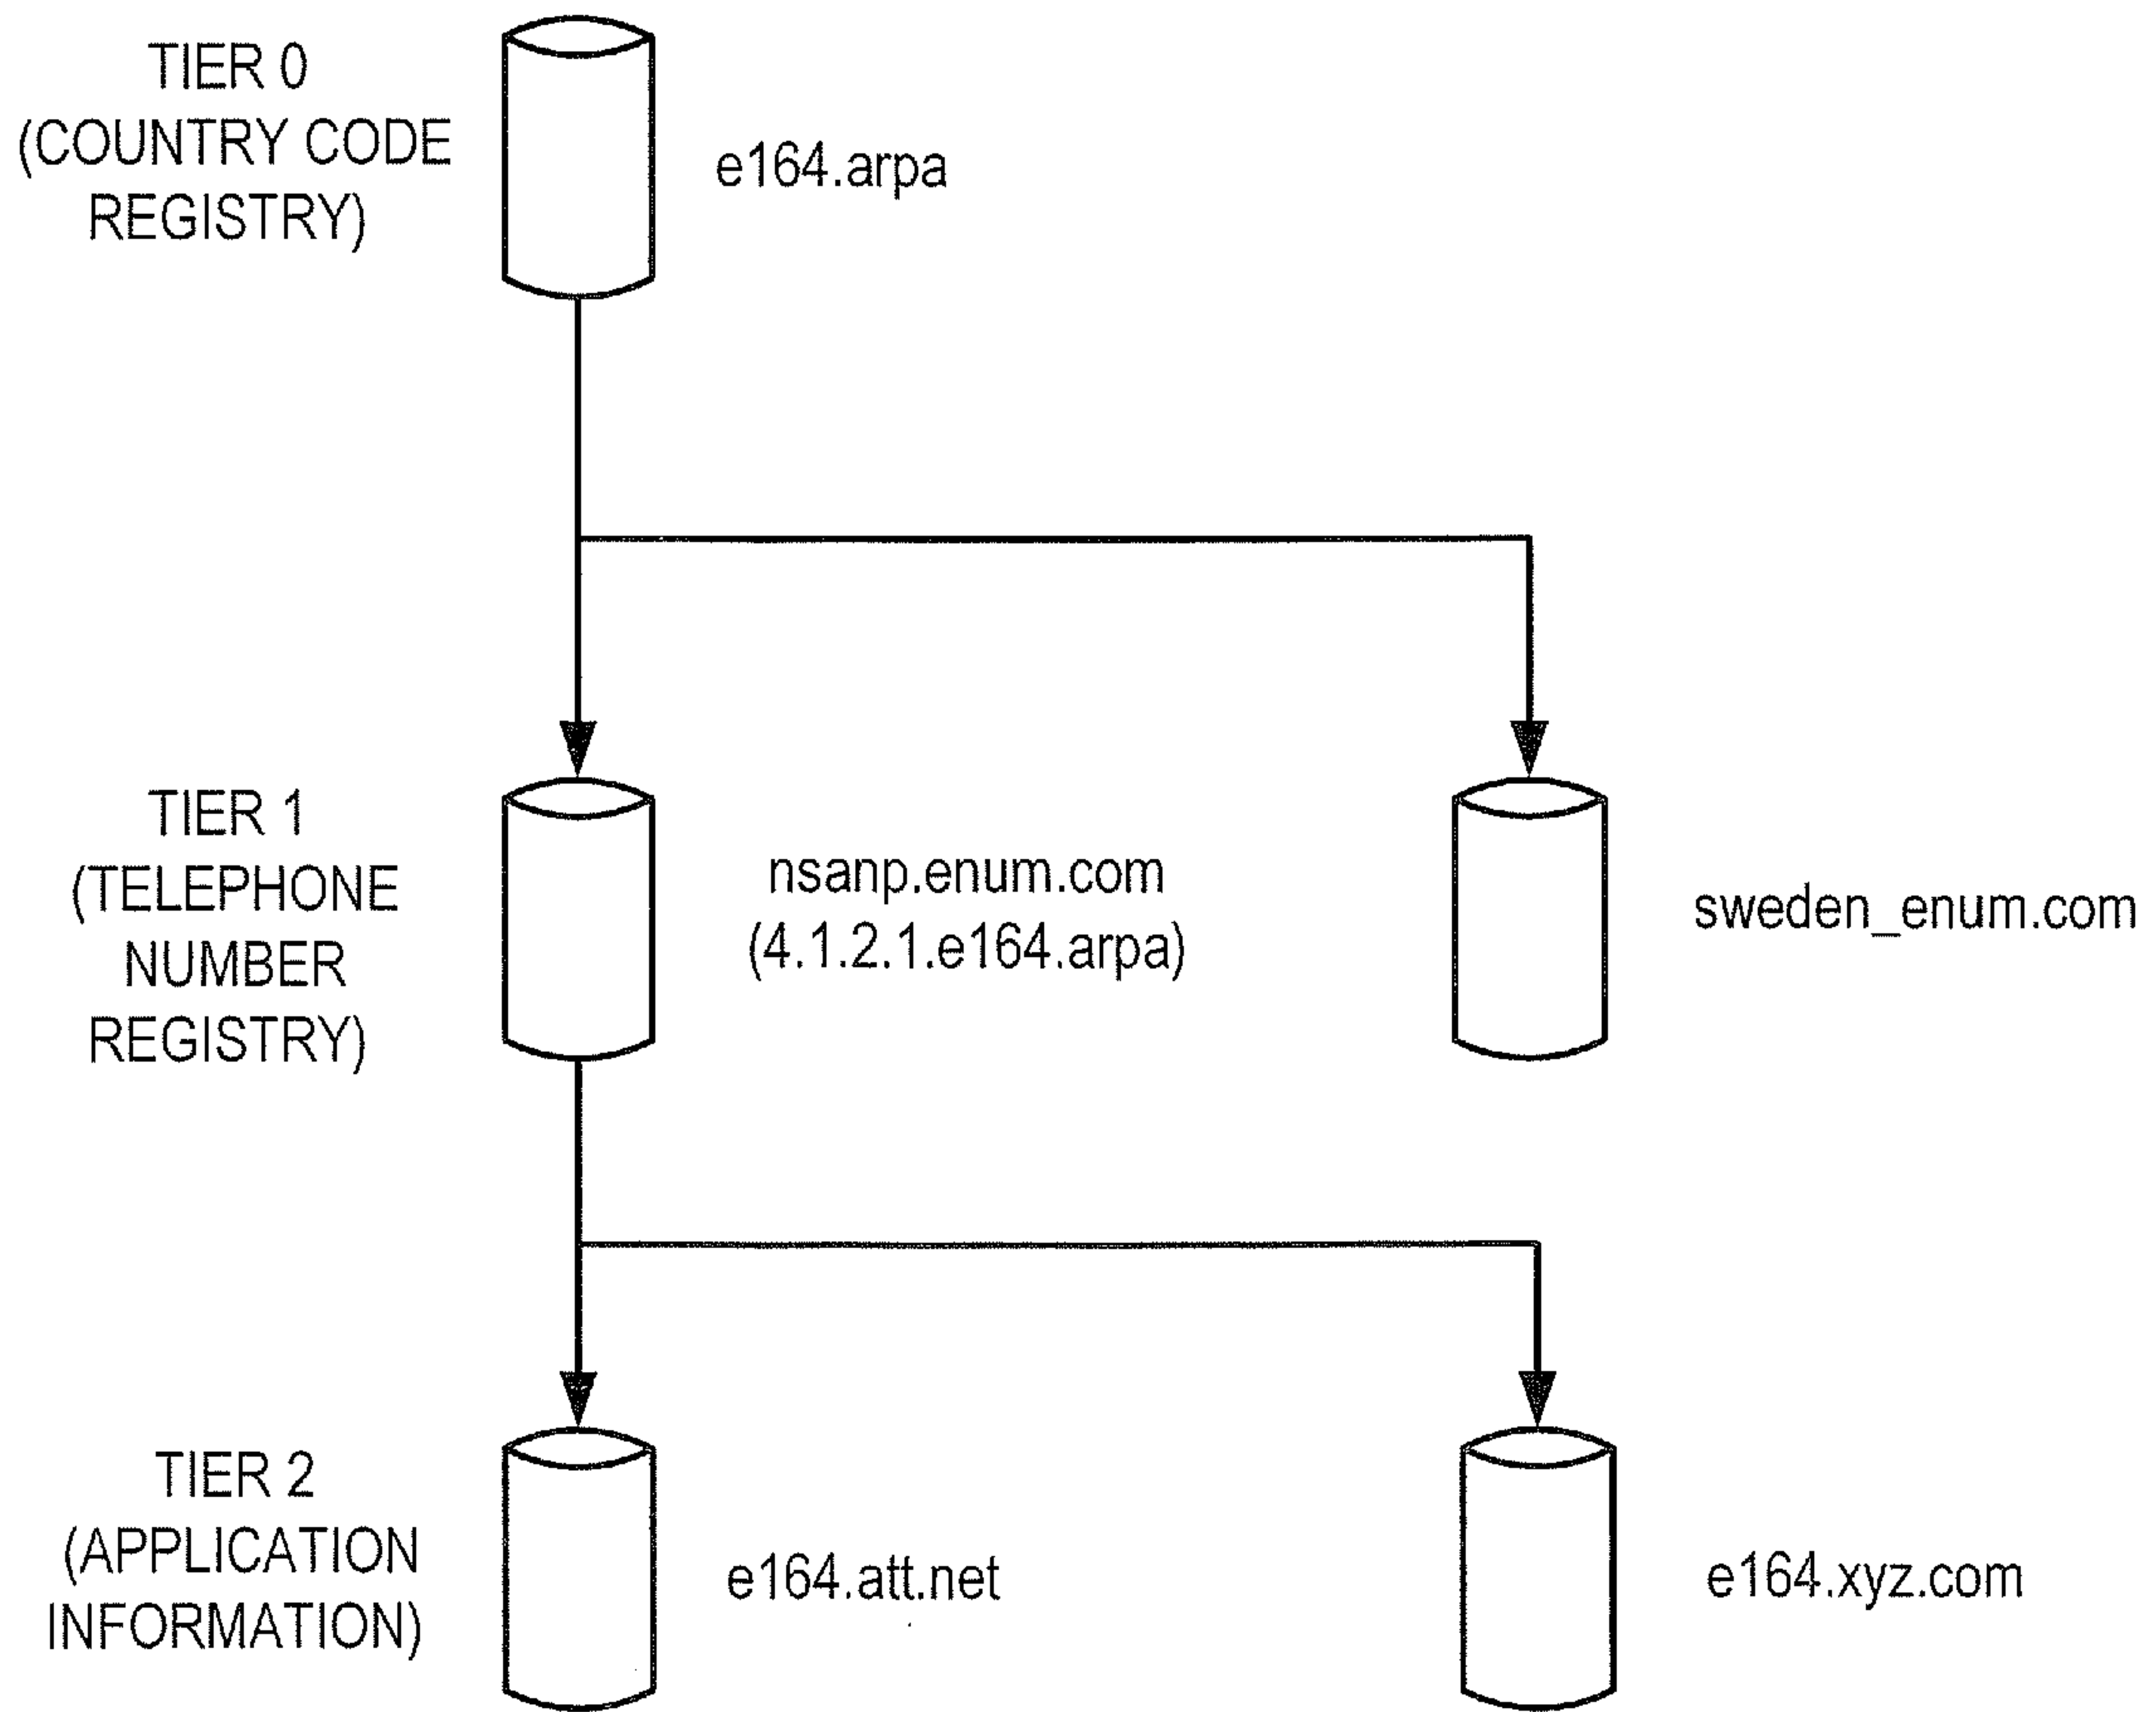 TIER 0
(COUNTRY CODE
REGISTRY)
e164.arpa
TIER 1
(TELEPHONE
NUMBER
REGISTRY)
nsanp.enum.com
(4.1.2.1.e164.arpa)
sweden_enum.com
TIER 2
(APPLICATION
INFORMATION)
e164.att.net
e164.xyz.com